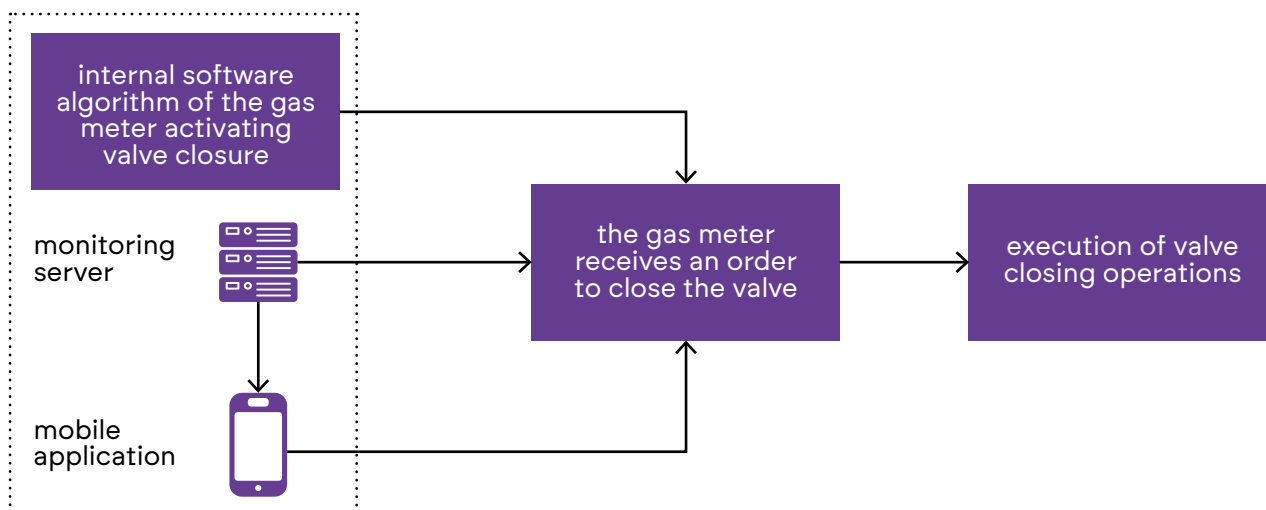 internal software
algorithm of the gas
meter activating
valve closure
monitoring
server
mobile
application
the gas meter
receives an order
to close the valve
execution of valve
closing operations